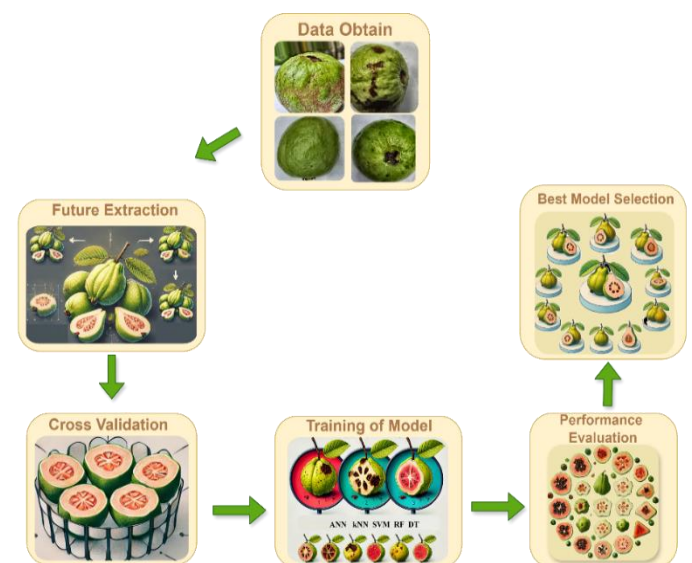 Data Obtain
Future Extraction
Best Model Selection
Cross Validation
Training of Model
ANN kNN SVM RF DT
Performance
Evaluation